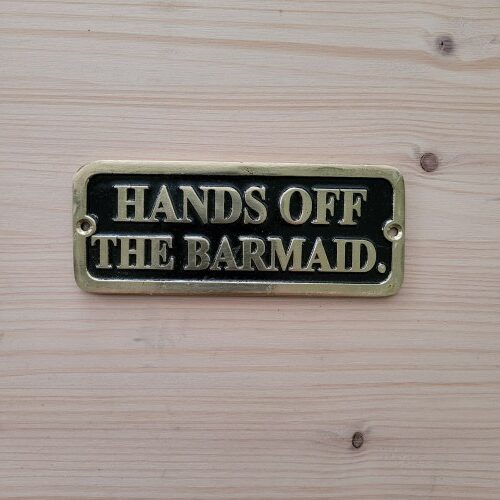 HANDS OFF
THE BARMAID.